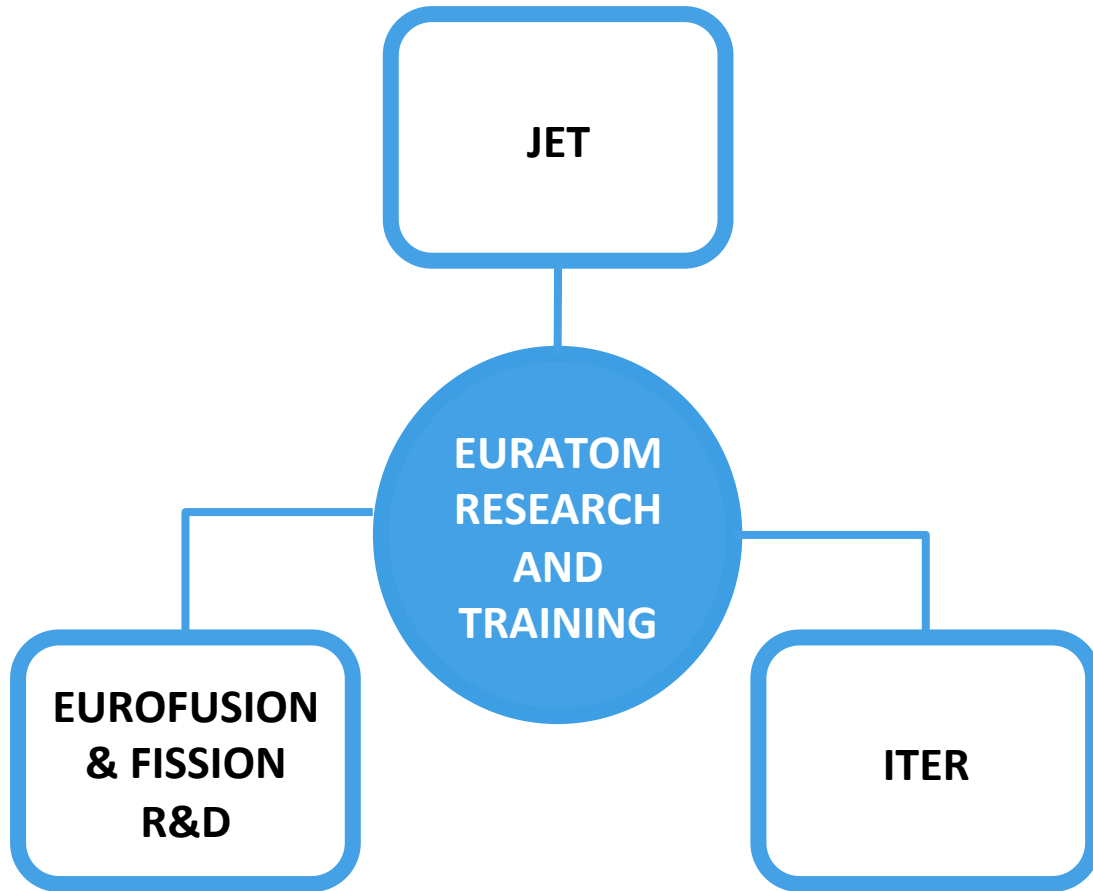 JET
EURATOM
RESEARCH
AND
TRAINING
EUROFUSION
& FISSION
R&D
ITER